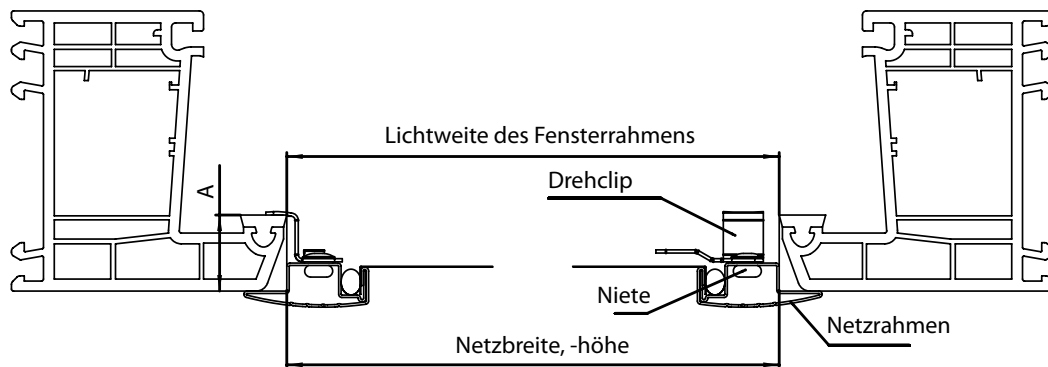 Lichtweite des Fensterrahmens
Drehclip
A
Niete
Netzrahmen
Netzbreite, -höhe